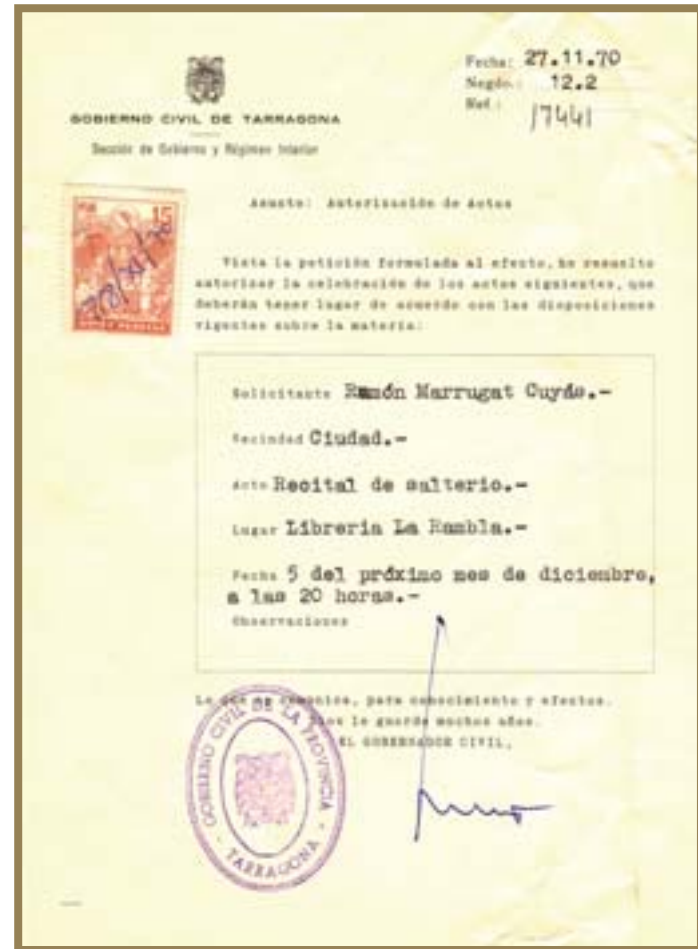 Fecha: 27.11.70
Negdo.: 12.2
Ref.: 17441
GOBIERNO CIVIL DE TARRAGONA
Sección de Gobierno y Régimen Interior
15
Asunto: Autorización de Actos
Vista la petición formulada al efecto, he resuelto
autorizar la celebración de los actos siguientes, que
deberán tener lugar de acuerdo con las disposiciones
vigentes sobre la materia:
Solicitante Ramón Marrugat Cuyás.-
Vecindad Ciudad.-
Acto Recital de salterio.-
Lugar Libreria La Rambla.-
Fecha 5 del próximo mes de diciembre,
a las 20 horas.-
Observaciones
Lo que se comunica, para conocimiento y efectos.
Dios le guarde muchos años.
EL GOBERNADOR CIVIL,
GOBIERNO CIVIL DE LA PROVINCIA
TARRAGONA